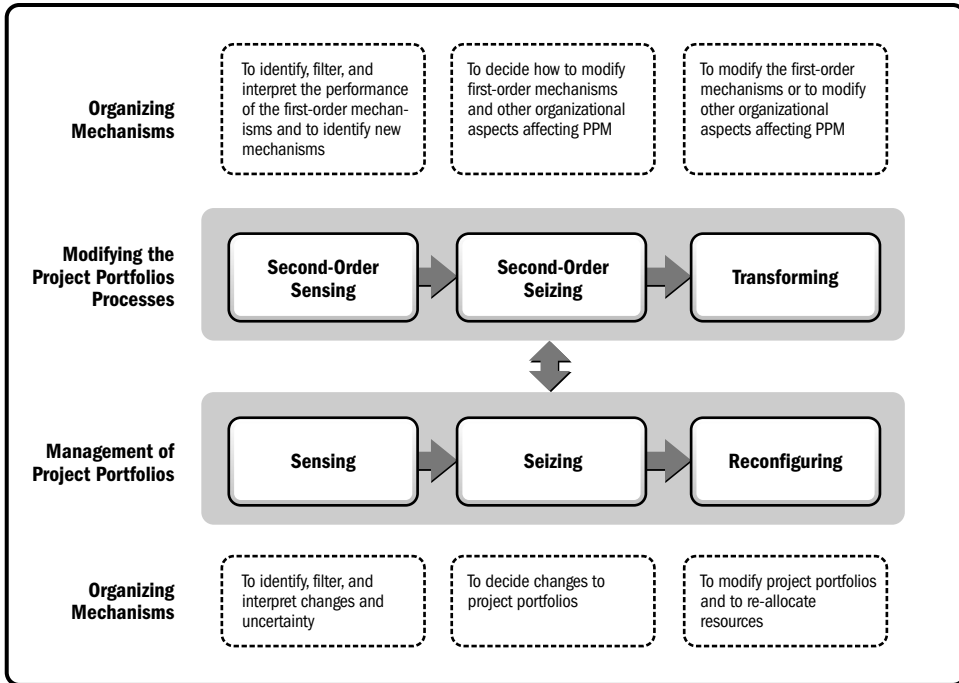 Organizing
Mechanisms
To identify, filter, and
interpret the performance
of the first-order mechan-
isms and to identify new
mechanisms
To decide how to modify
first-order mechanisms
and other organizational
aspects affecting PPM
To modify the first-order
mechanisms or to modify
other organizational
aspects affecting PPM
Modifying the
Project Portfolios
Processes
Second-Order
Sensing
Second-Order
Seizing
Transforming
Management of
Project Portfolios
Sensing
Seizing
Reconfiguring
Organizing
Mechanisms
To identify, filter, and
interpret changes and
uncertainty
To decide changes to
project portfolios
To modify project portfolios
and to re-allocate
resources